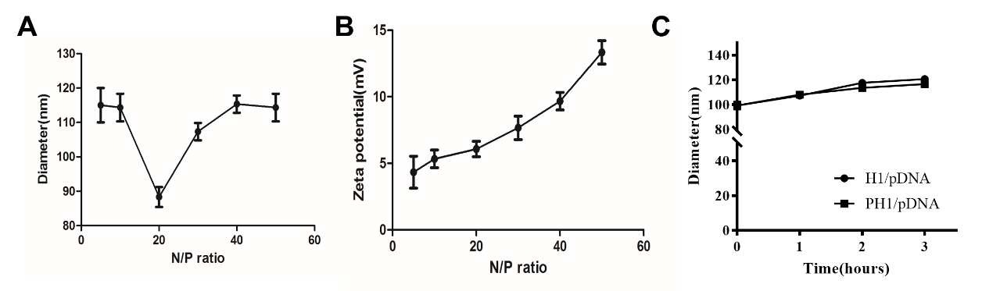 A
130
120
110
100
90
80
Diameter(nm)
0 20 40 60
N/P ratio
B
15
10
5
0
Zeta potential(mV)
0 20 40 60
N/P ratio
C
140
120
100
80
40
20
0
Diameter(nm)
H1/pDNA
PH1/pDNA
0 1 2 3
Time(hours)